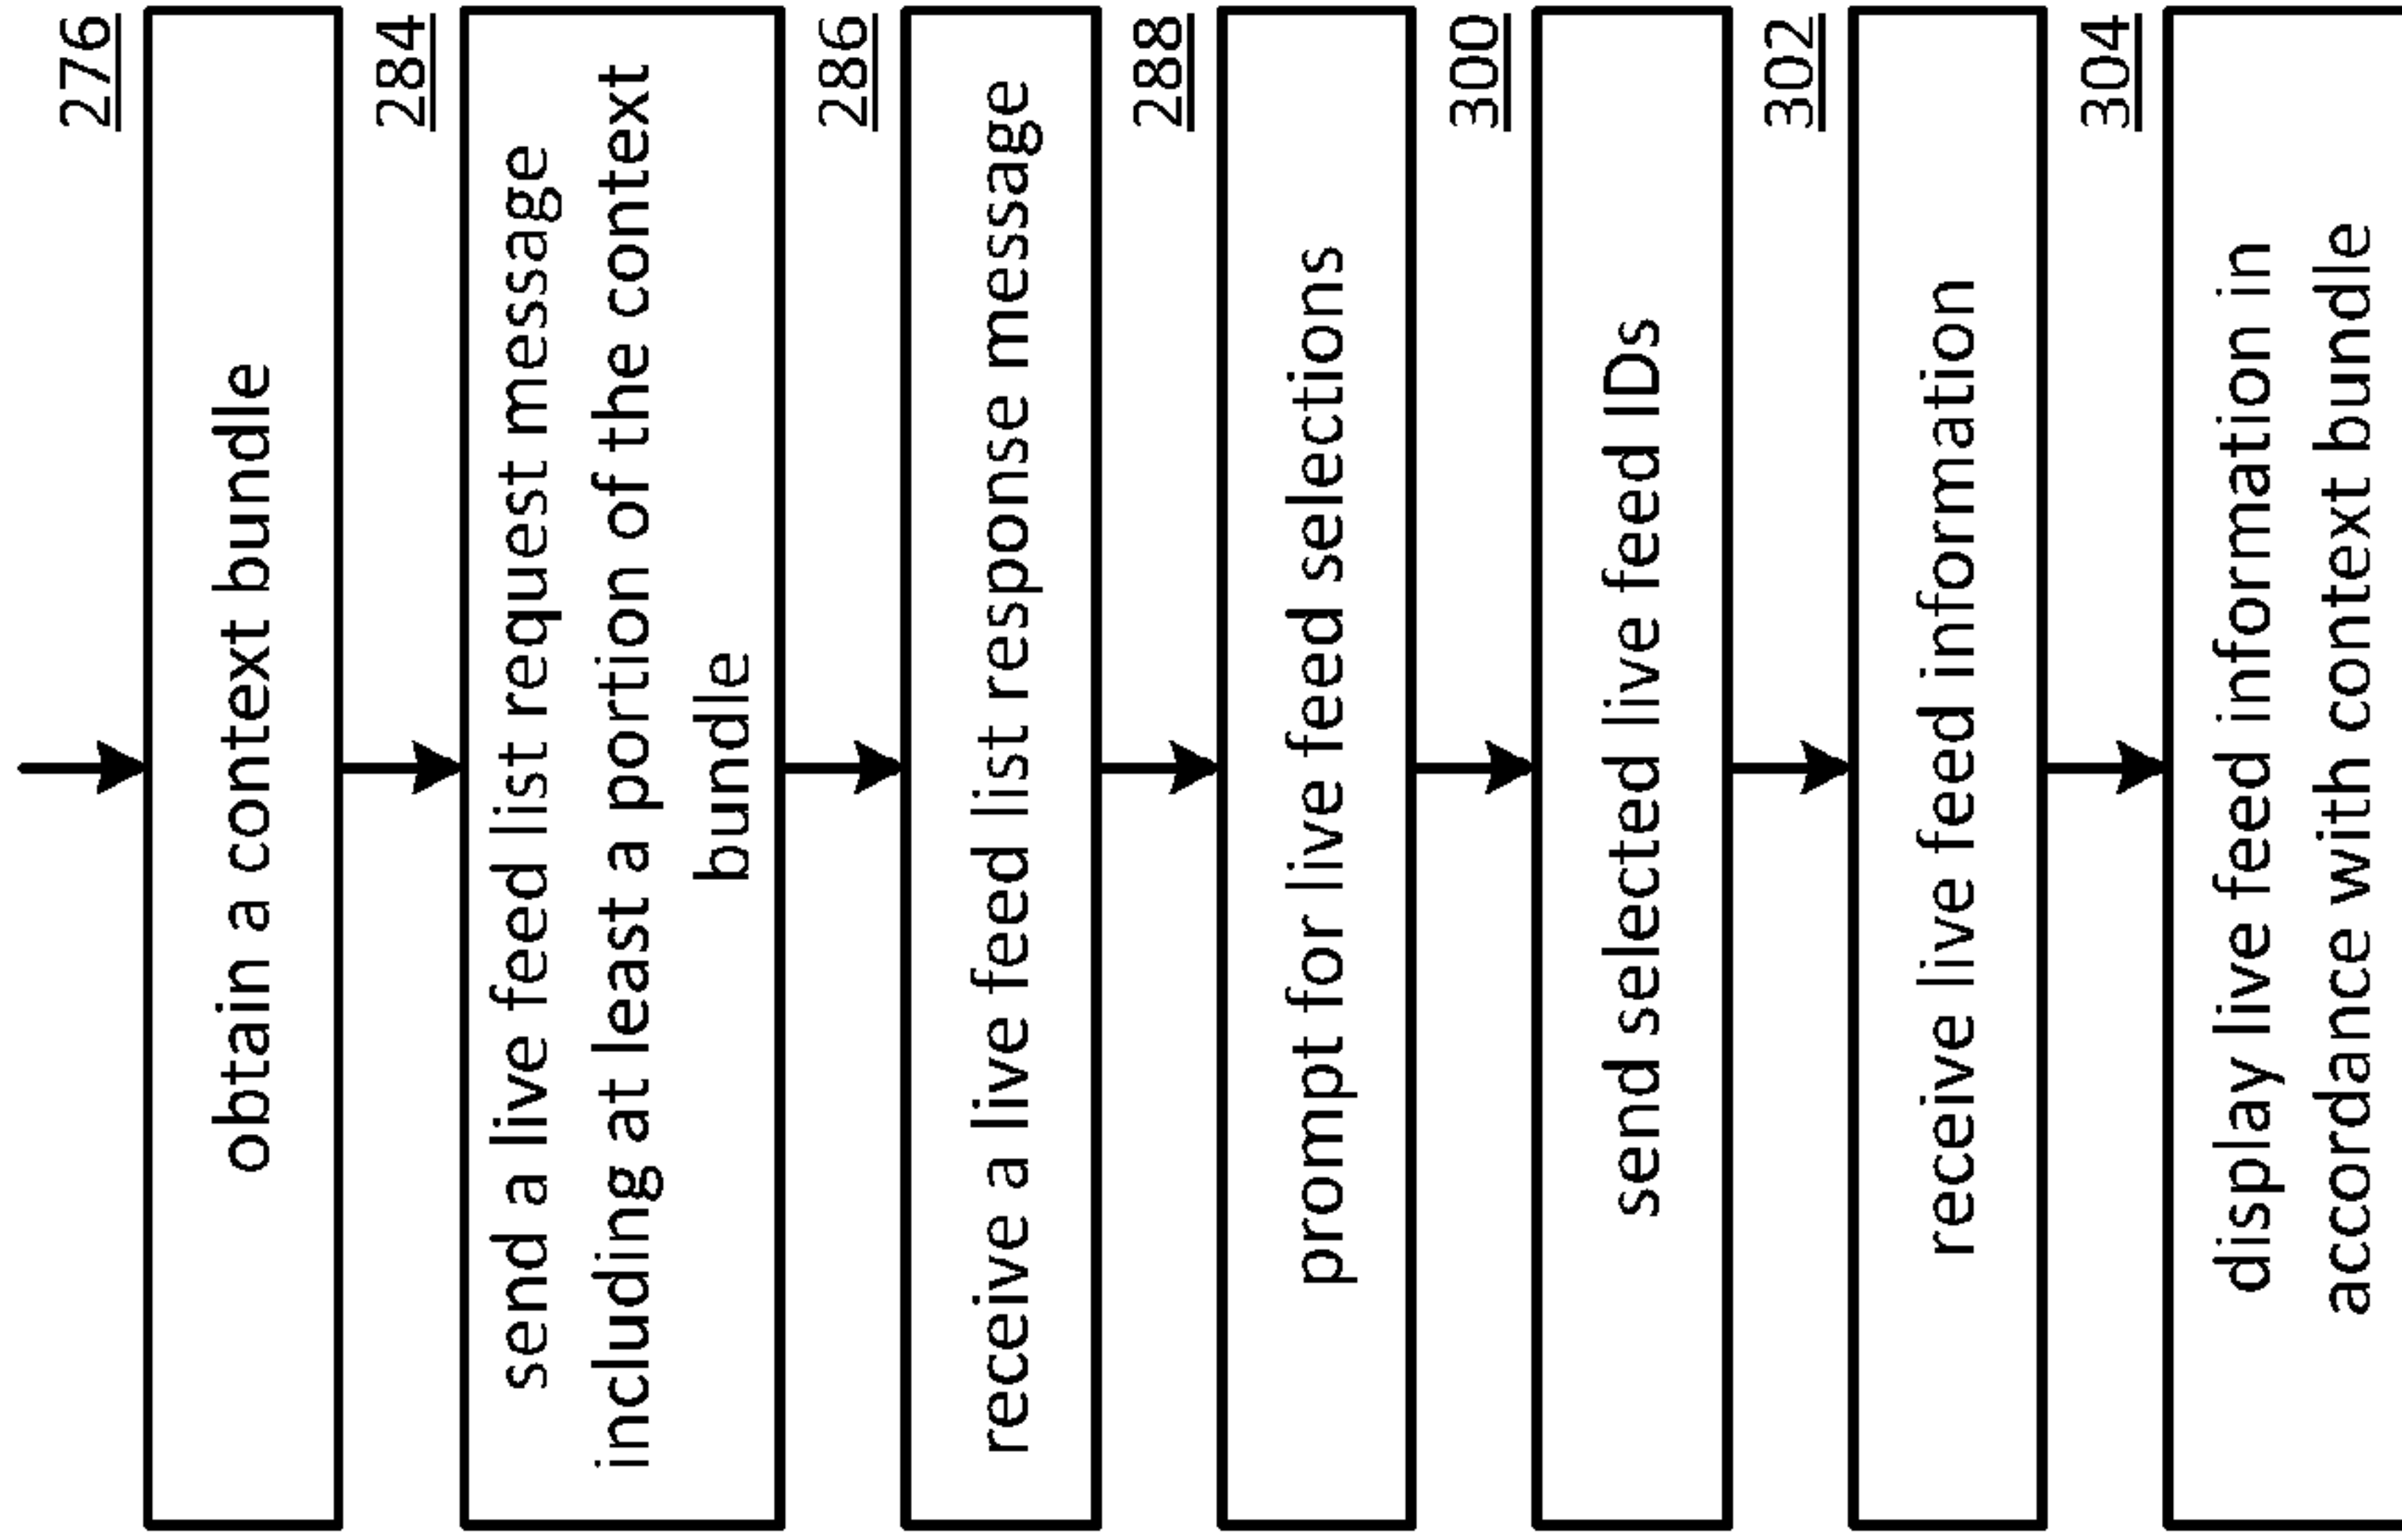 276
obtain a context bundle
284
send a live feed list request message
including at least a portion of the context
bundle
286
receive a live feed list response message
288
prompt for live feed selections
300
send selected live feed IDs
302
receive live feed information
304
display live feed information in
accordance with context bundle